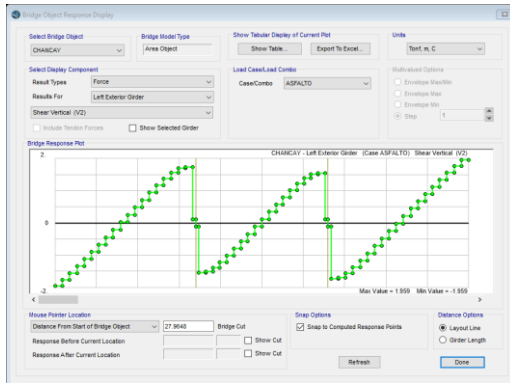 Bridge Object Response Display
Select Bridge Object
CHANCAY
Bridge Model Type
Area Object
Show Tabular Display of Current Plot
Show Table...
Export To Excel...
Units
Tonf, m, C
Select Display Component
Result Types
Force
Results For
Left Exterior Girder
Shear Vertical (V2)
Include Tendon Forces
Show Selected Girder
Load Case/Load Combo
Case/Combo
ASFALTO
Multivalued Options
Envelope Max/Min
Envelope Max
Envelope Min
Step
1
Bridge Response Plot
CHANCAY - Left Exterior Girder (Case ASFALTO) Shear Vertical (V2)
2.
0
-2.
Max Value = 1.959 Min Value = -1.959
Mouse Pointer Location
Distance From Start of Bridge Object
27.9648
Bridge Cut
Response Before Current Location
Show Cut
Response After Current Location
Show Cut
Snap Options
Snap to Computed Response Points
Distance Options
Layout Line
Girder Length
Refresh
Done